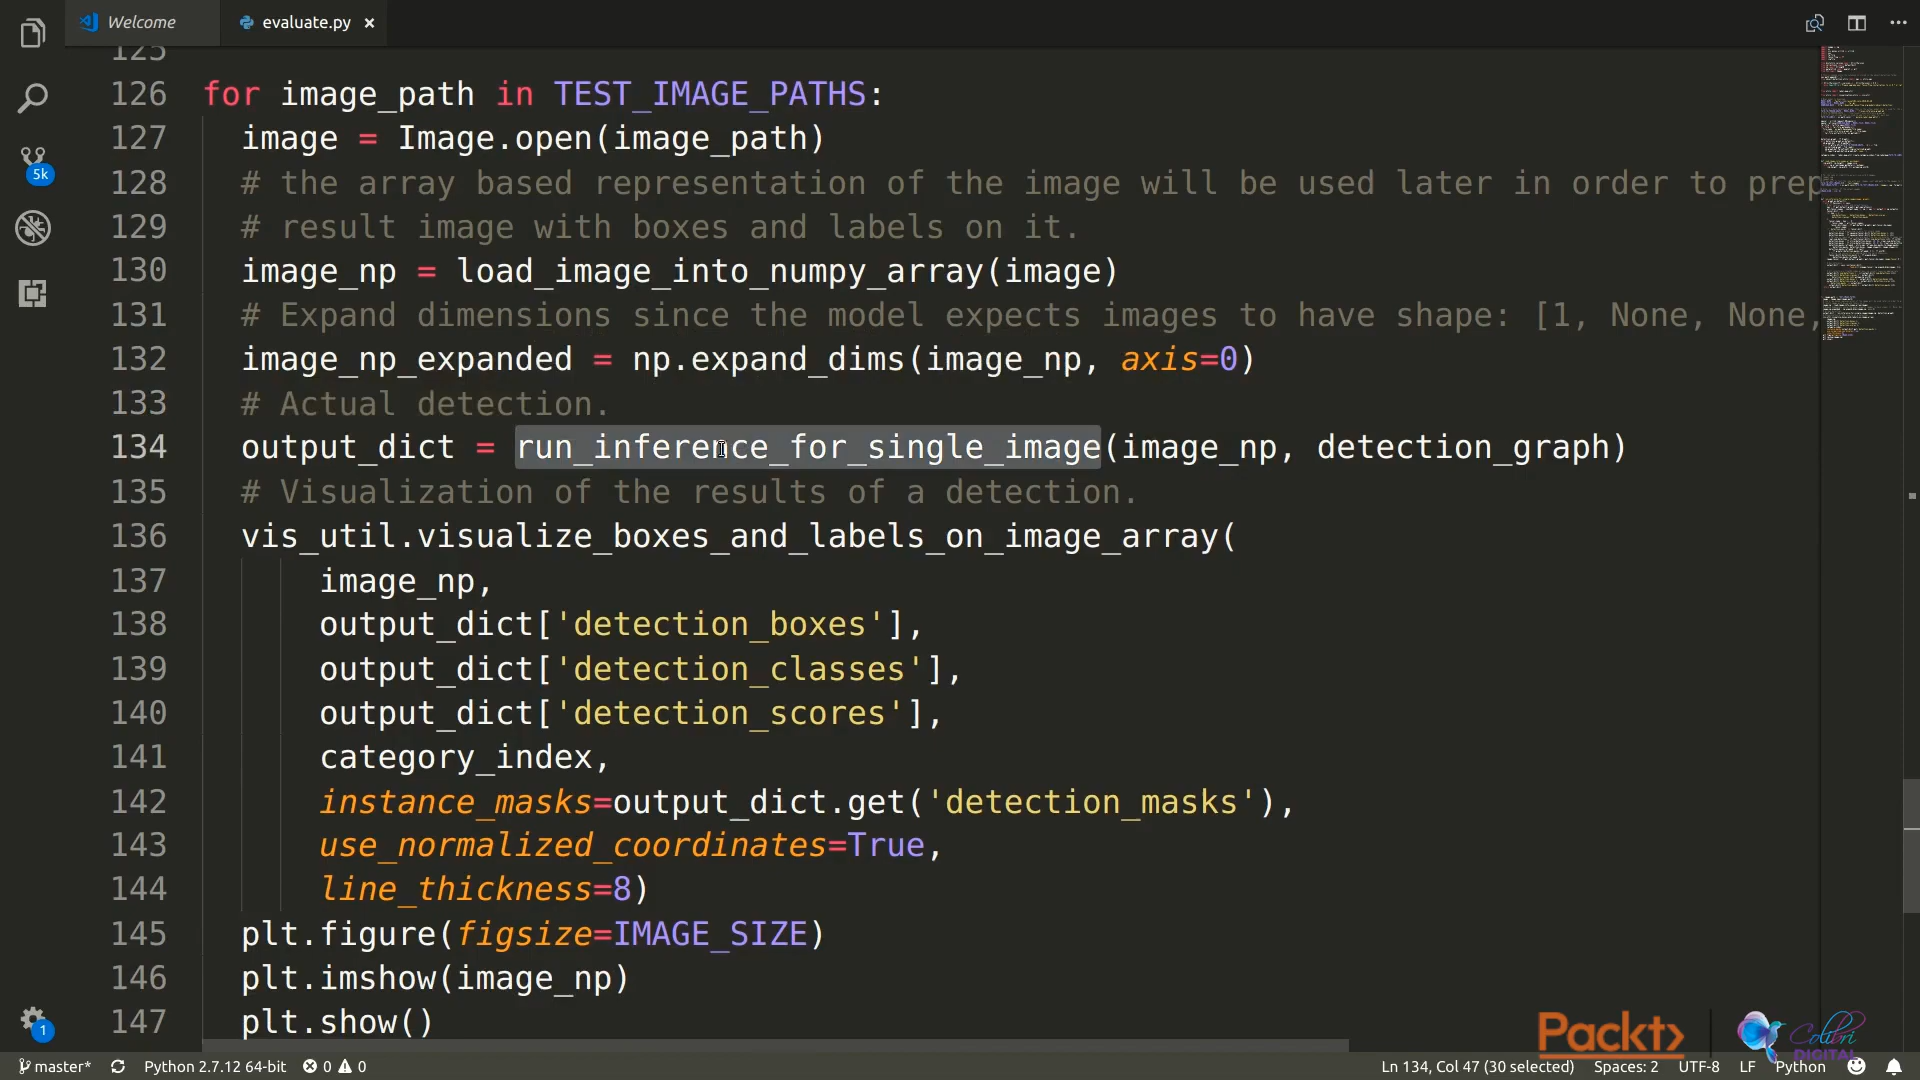 Welcome
evaluate.py
125
126 for image_path in TEST_IMAGE_PATHS:
127 image = Image.open(image_path)
128 # the array based representation of the image will be used later in order to prep
129 # result image with boxes and labels on it.
130 image_np = load_image_into_numpy_array(image)
131 # Expand dimensions since the model expects images to have shape: [1, None, None,
132 image_np_expanded = np.expand_dims(image_np, axis=0)
133 # Actual detection.
134 output_dict = run_inference_for_single_image(image_np, detection_graph)
135 # Visualization of the results of a detection.
136 vis_util.visualize_boxes_and_labels_on_image_array(
137 image_np,
138 output_dict['detection_boxes'],
139 output_dict['detection_classes'],
140 output_dict['detection_scores'],
141 category_index,
142 instance_masks=output_dict.get('detection_masks'),
143 use_normalized_coordinates=True,
144 line_thickness=8)
145 plt.figure(figsize=IMAGE_SIZE)
146 plt.imshow(image_np)
147 plt.show()
5k
1
Packt>
Colibri
DIGITAL
master* Python 2.7.12 64-bit 0 0 Ln 134, Col 47 (30 selected) Spaces: 2 UTF-8 LF Python